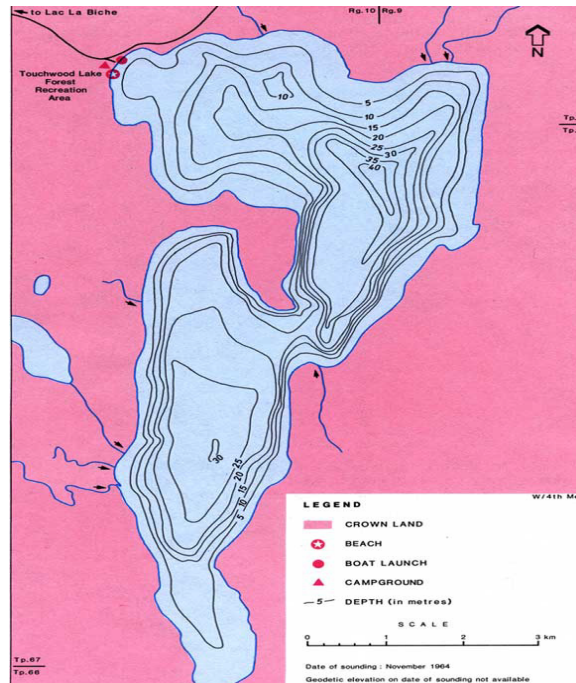 to Lac La Biche
Rg.10 Rg.9
N
Touchwood Lake
Forest
Recreation
Area
10
5
10
15
20
25
30
35
40
Tp.
Tp.
30
25
20
15
10
5
W/4th
LEGEND
CROWN LAND
BEACH
BOAT LAUNCH
CAMPGROUND
5 DEPTH (in metres)
SCALE
0 1 2 3 km
Date of sounding : November 1964
Geodetic elevation on date of sounding not available
Tp.67
Tp.66